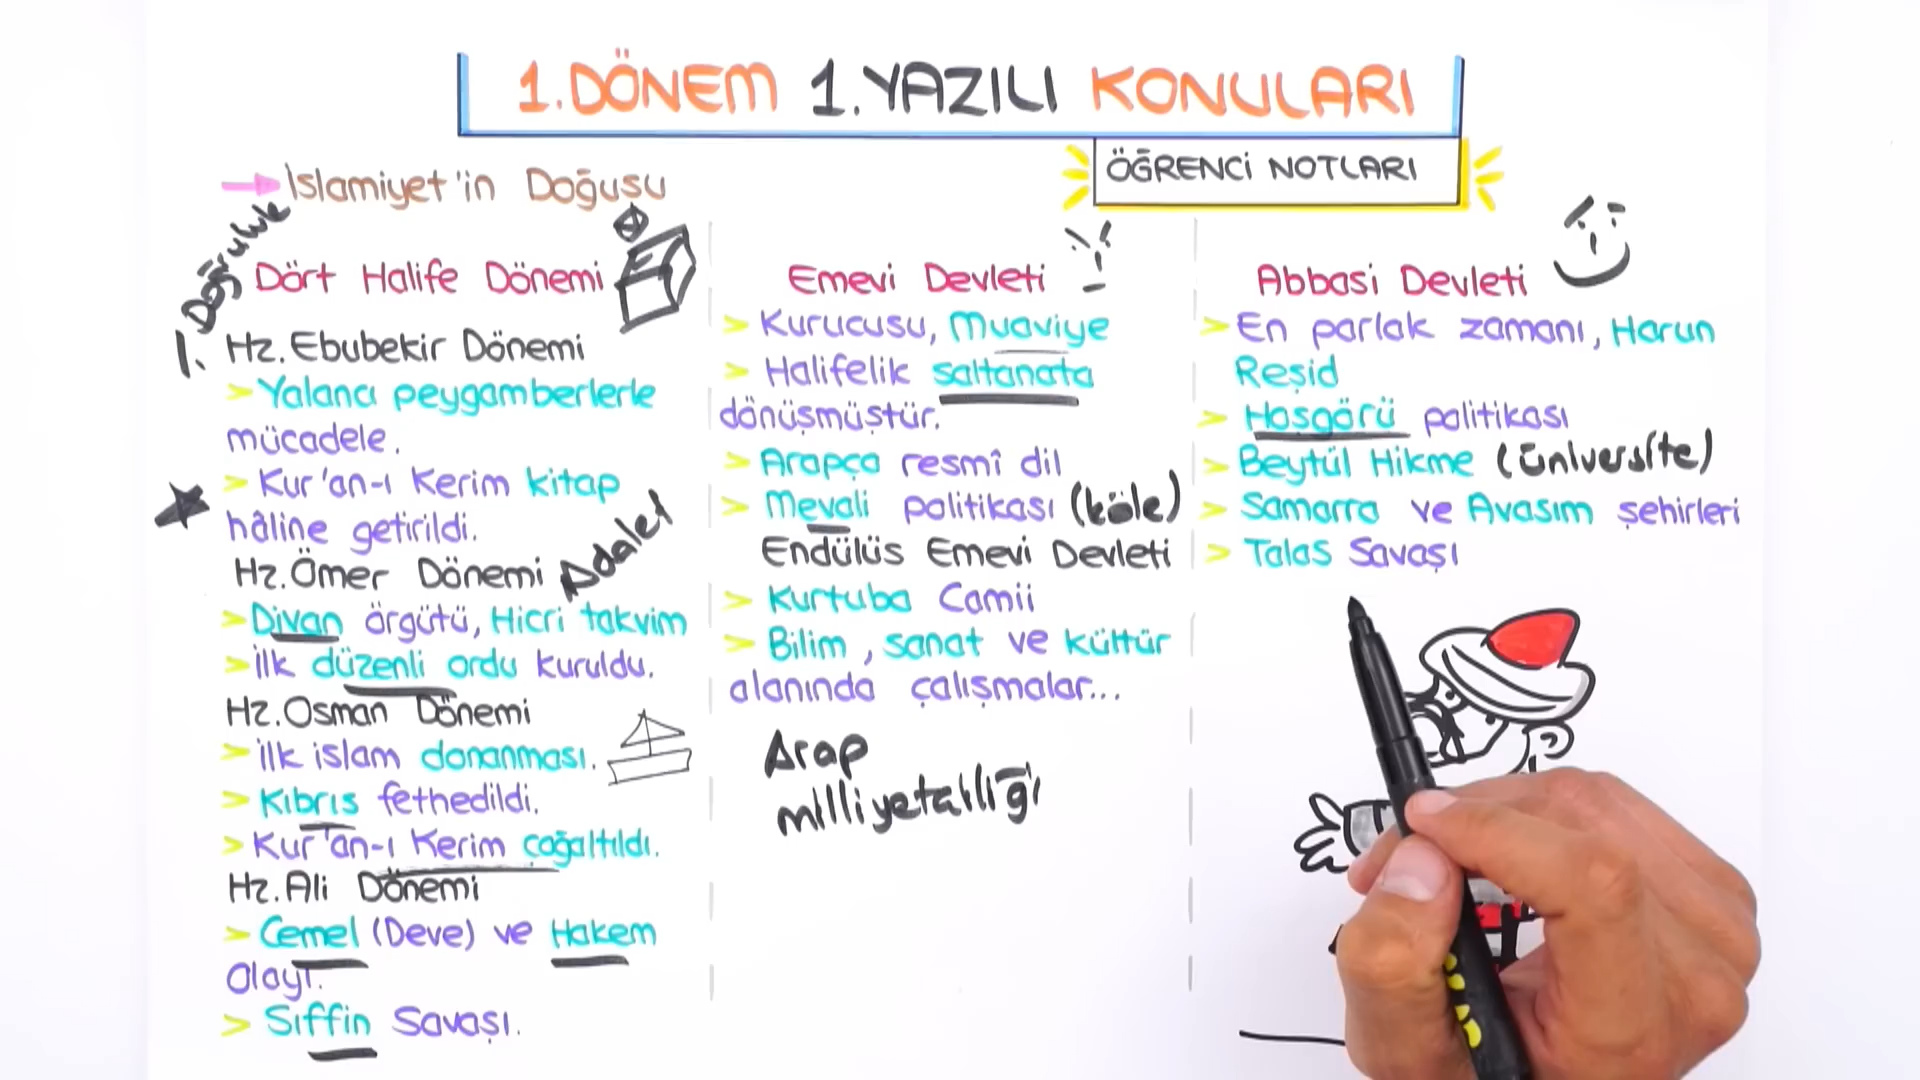 1.DÖNEM 1.YAZILI KONULARI
ÖĞRENCİ NOTLARI
İslamiyet'in Doğuşu
Doğruluk
Dört Halife Dönemi
1. Hz.Ebubekir Dönemi
> Yalancı peygamberlerle
mücadele.
> Kur'an-ı Kerim kitap
hâline getirildi.
Hz.Ömer Dönemi Adalet
> Divan örgütü, Hicri takvim
> İlk düzenli ordu kuruldu.
Hz.Osman Dönemi
> İlk islam donanması.
> Kıbrıs fethedildi.
> Kur'an-ı Kerim çoğaltıldı.
Hz.Ali Dönemi
> Cemel (Deve) ve Hakem
Olayı.
> Sıffin Savaşı.
Emevi Devleti
> Kurucusu, Muaviye
> Halifelik saltanata
dönüşmüştür.
> Arapça resmî dil
> Mevali politikası (köle)
Endülüs Emevi Devleti
> Kurtuba Camii
> Bilim, sanat ve kültür
alanında çalışmalar...
Arap
milliyetçiliği
Abbasi Devleti
> En parlak zamanı, Harun
Reşid
> Hoşgörü politikası
> Beytül Hikme (üniversite)
> Samarra ve Avasım şehirleri
> Talas Savaşı